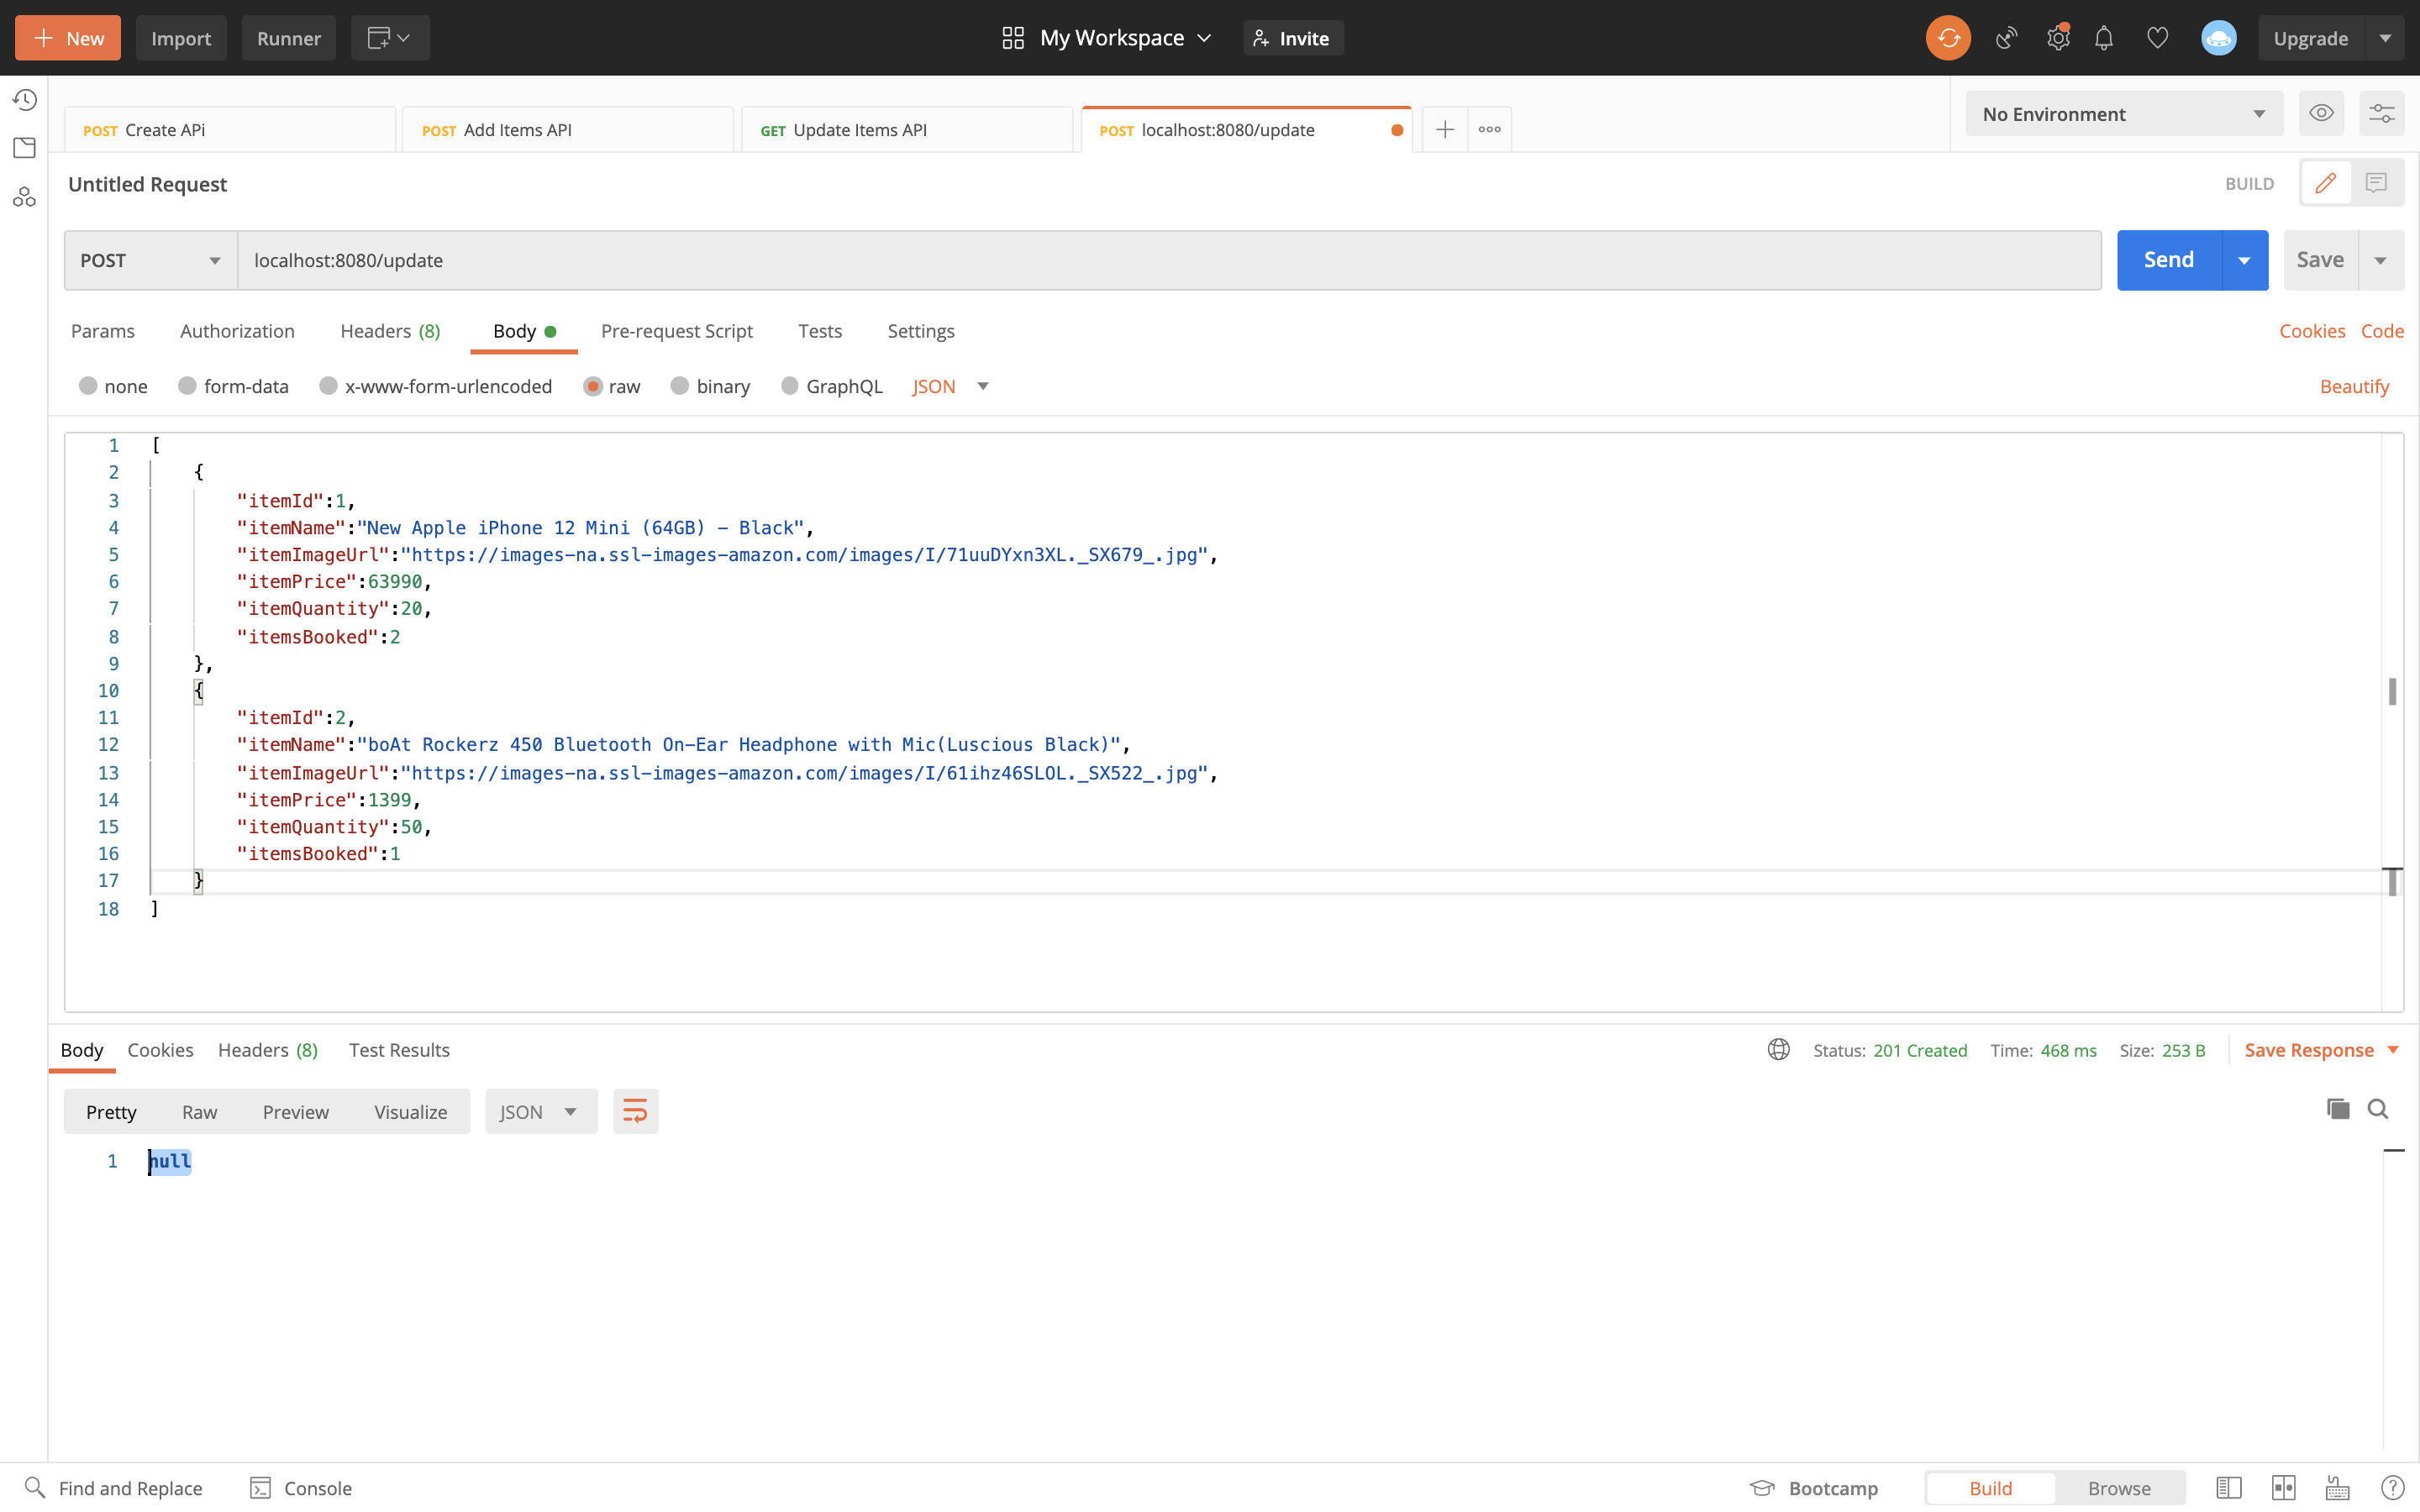 New Import Runner My Workspace Invite Upgrade
POST Create APi POST Add Items API GET Update Items API POST localhost:8080/update No Environment
Untitled Request BUILD
POST localhost:8080/update Send Save
Params Authorization Headers (8) Body Pre-request Script Tests Settings Cookies Code
none form-data x-www-form-urlencoded raw binary GraphQL JSON Beautify
1 [
2 {
3 "itemId":1,
4 "itemName":"New Apple iPhone 12 Mini (64GB) - Black",
5 "itemImageUrl":"https://images-na.ssl-images-amazon.com/images/I/71uuDYxn3XL._SX679_.jpg",
6 "itemPrice":63990,
7 "itemQuantity":20,
8 "itemsBooked":2
9 },
10 {
11 "itemId":2,
12 "itemName":"boAt Rockerz 450 Bluetooth On-Ear Headphone with Mic(Luscious Black)",
13 "itemImageUrl":"https://images-na.ssl-images-amazon.com/images/I/61ihz46SLOL._SX522_.jpg",
14 "itemPrice":1399,
15 "itemQuantity":50,
16 "itemsBooked":1
17 }
18 ]
Body Cookies Headers (8) Test Results Status: 201 Created Time: 468 ms Size: 253 B Save Response
Pretty Raw Preview Visualize JSON
1 null
Find and Replace Console Bootcamp Build Browse